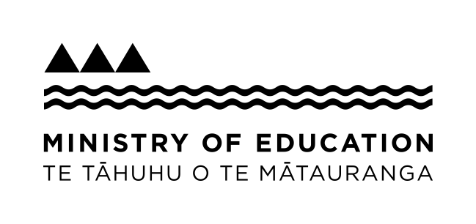 MINISTRY OF EDUCATION
TE TĀHUHU O TE MĀTAURANGA